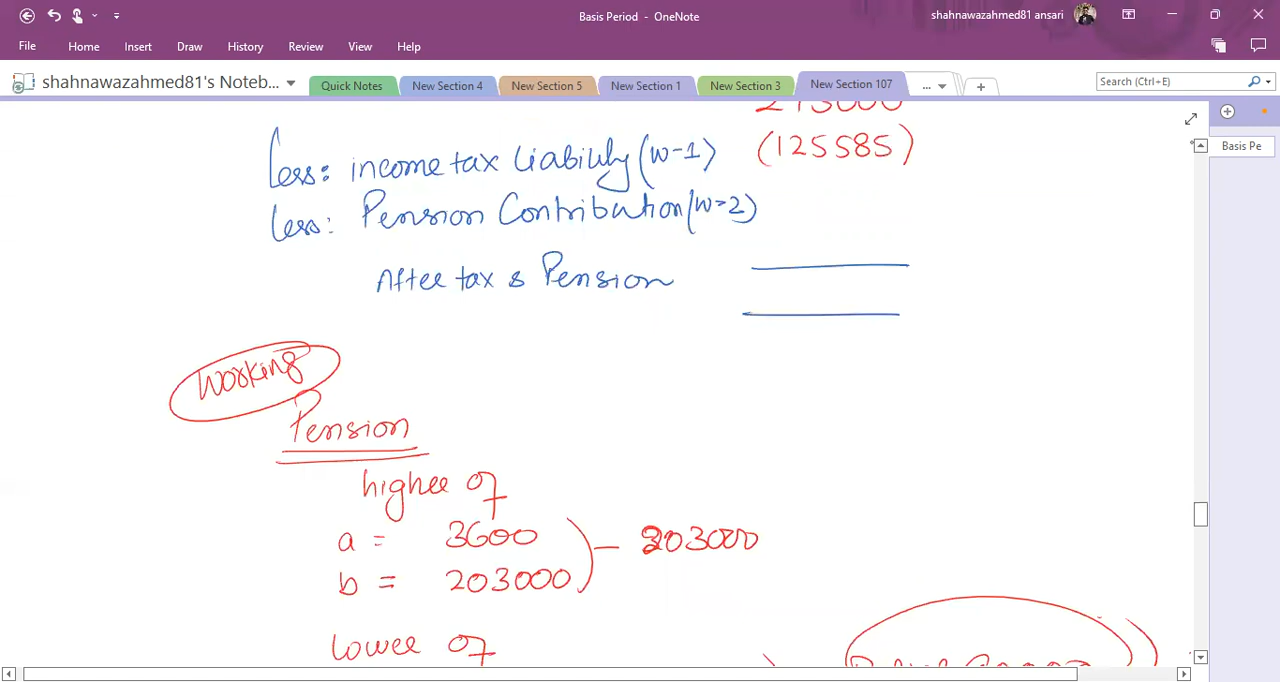 Basis Period - OneNote
shahnawazahmed81 ansari
File Home Insert Draw History Review View Help
shahnawazahmed81's Noteb... Quick Notes New Section 4 New Section 5 New Section 1 New Section 3 New Section 107 ... + Search (Ctrl+E)
Basis Pe
Less: income tax Liability (W-1) (125585)
Less: Pension Contribution (W-2)
After tax & Pension
Working
Pension
higher of
a = 3600
b = 203000
203000
lower of